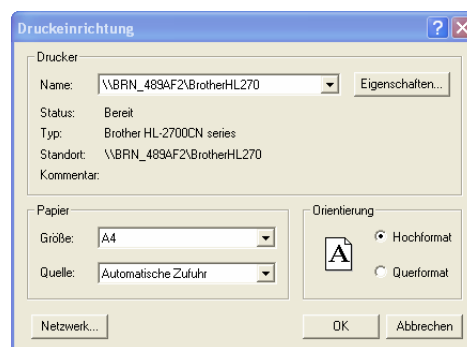 Druckeinrichtung
Drucker
Name: \\BRN_489AF2\BrotherHL270 Eigenschaften...
Status: Bereit
Typ: Brother HL-2700CN series
Standort: \\BRN_489AF2\BrotherHL270
Kommentar:
Papier
Größe: A4
Quelle: Automatische Zufuhr
Orientierung
A
Hochformat
Querformat
Netzwerk... OK Abbrechen